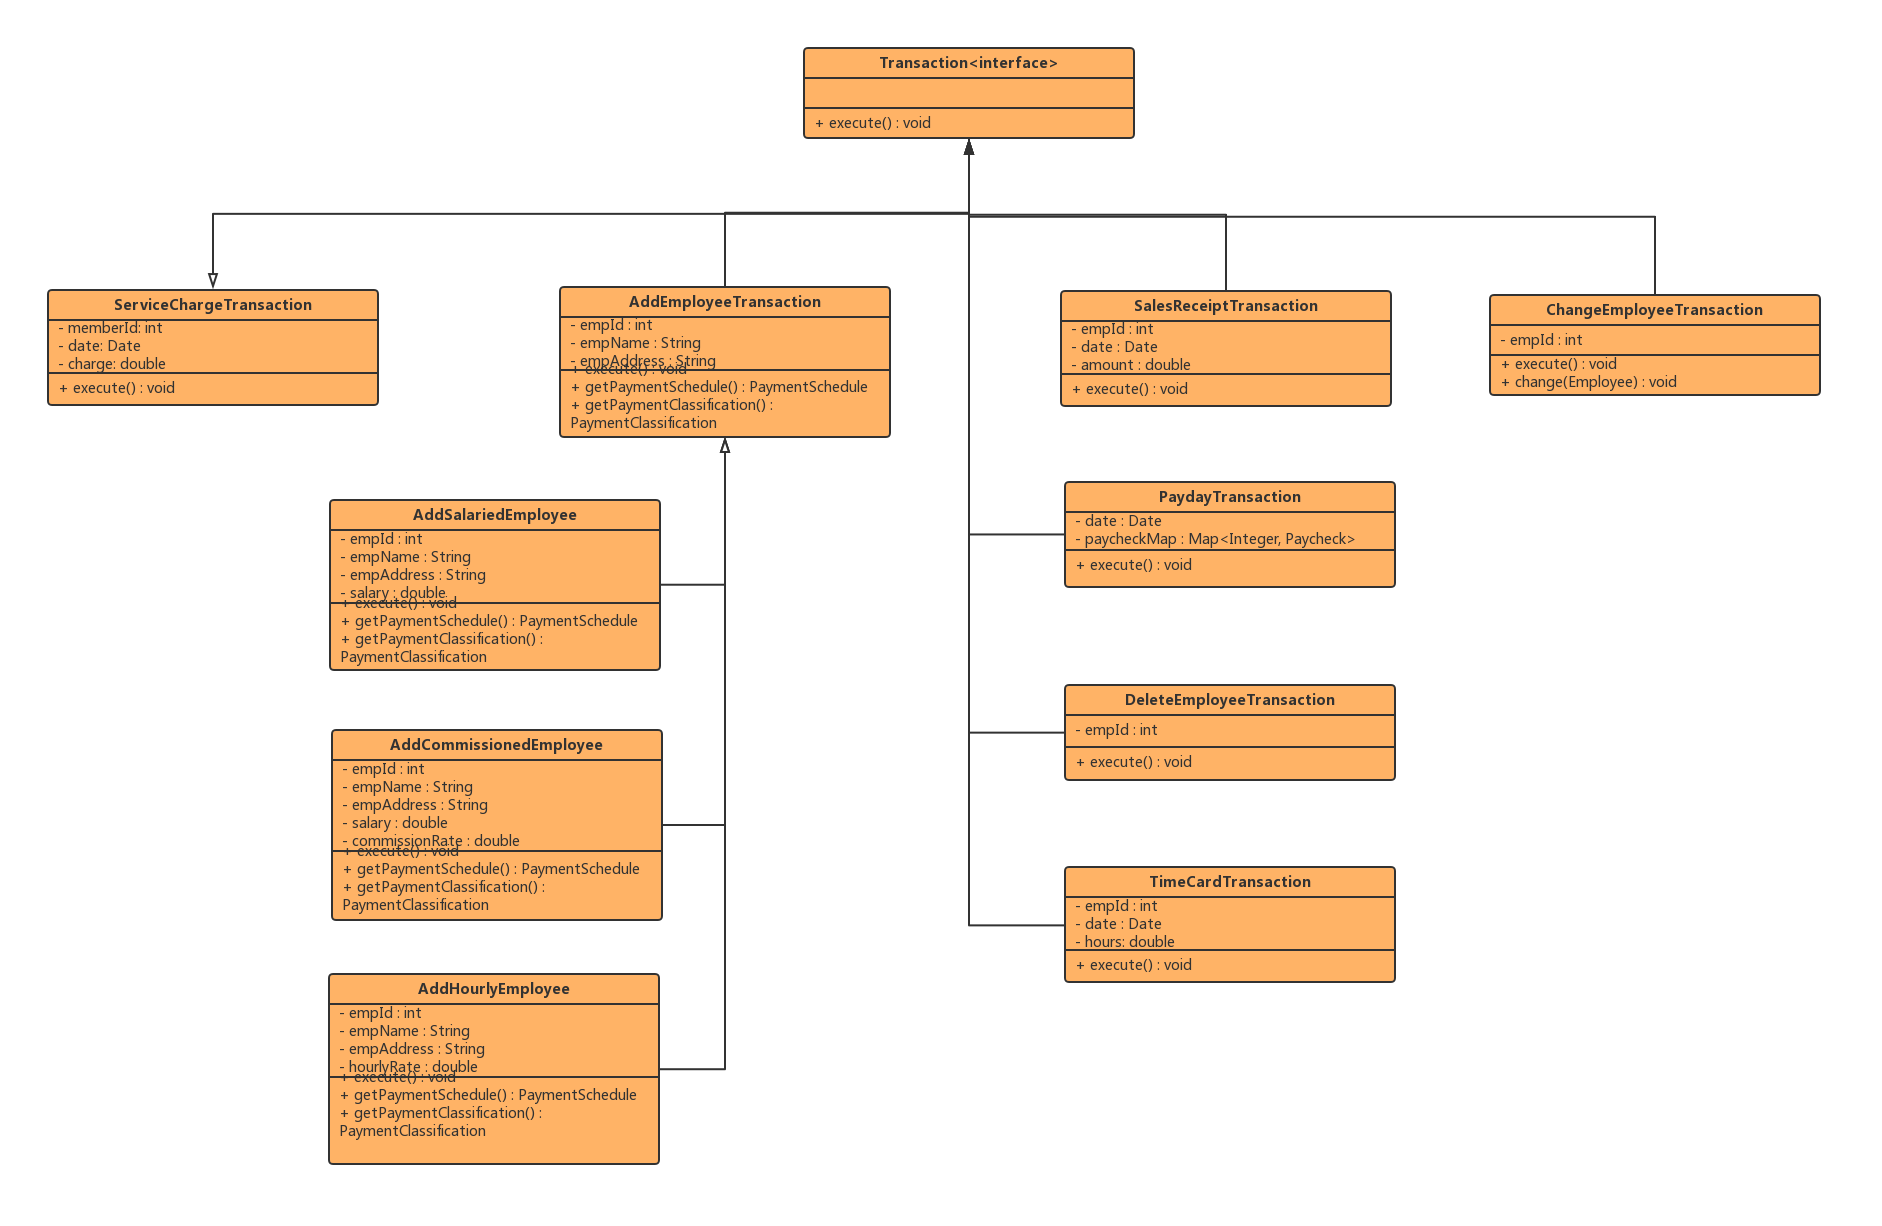 Transaction<interface>
+ execute() : void
ServiceChargeTransaction
- memberId: int
- date: Date
- charge: double
+ execute() : void
AddEmployeeTransaction
- empId : int
- empName : String
- empAddress : String
+ execute() : void
+ getPaymentSchedule() : PaymentSchedule
+ getPaymentClassification() :
PaymentClassification
SalesReceiptTransaction
- empId : int
- date : Date
- amount : double
+ execute() : void
ChangeEmployeeTransaction
- empId : int
+ execute() : void
+ change(Employee) : void
AddSalariedEmployee
- empId : int
- empName : String
- empAddress : String
- salary : double
+ execute() : void
+ getPaymentSchedule() : PaymentSchedule
+ getPaymentClassification() :
PaymentClassification
PaydayTransaction
- date : Date
- paycheckMap : Map<Integer, Paycheck>
+ execute() : void
AddCommissionedEmployee
- empId : int
- empName : String
- empAddress : String
- salary : double
- commissionRate : double
+ execute() : void
+ getPaymentSchedule() : PaymentSchedule
+ getPaymentClassification() :
PaymentClassification
DeleteEmployeeTransaction
- empId : int
+ execute() : void
TimeCardTransaction
- empId : int
- date : Date
- hours: double
+ execute() : void
AddHourlyEmployee
- empId : int
- empName : String
- empAddress : String
- hourlyRate : double
+ execute() : void
+ getPaymentSchedule() : PaymentSchedule
+ getPaymentClassification() :
PaymentClassification